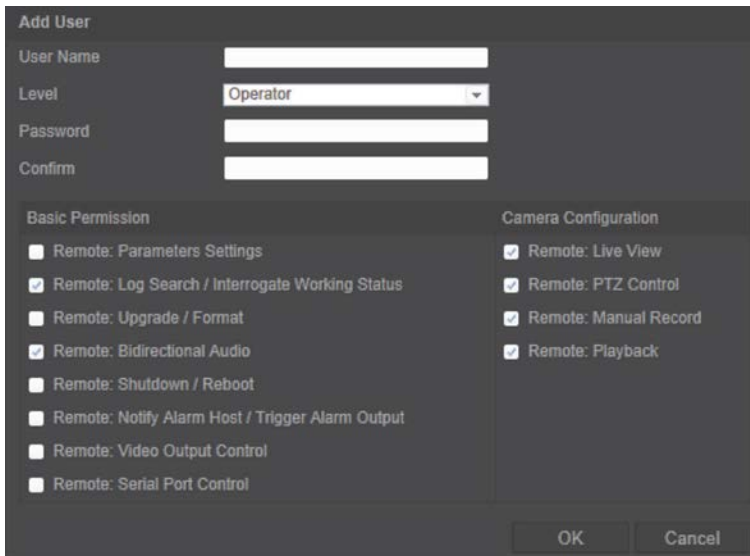 Add User
User Name
Level Operator
Password
Confirm
Basic Permission
Remote: Parameters Settings
Remote: Log Search / Interrogate Working Status
Remote: Upgrade / Format
Remote: Bidirectional Audio
Remote: Shutdown / Reboot
Remote: Notify Alarm Host / Trigger Alarm Output
Remote: Video Output Control
Remote: Serial Port Control
Camera Configuration
Remote: Live View
Remote: PTZ Control
Remote: Manual Record
Remote: Playback
OK Cancel